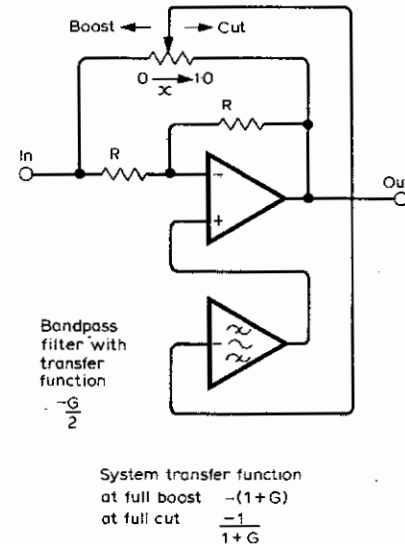 Boost ← → Cut
0 → 1·0
x
R
In
R
−
+
Out
−
Bandpass
filter with
transfer
function
-G
2
System transfer function
at full boost -(1+G)
at full cut -1
1+G